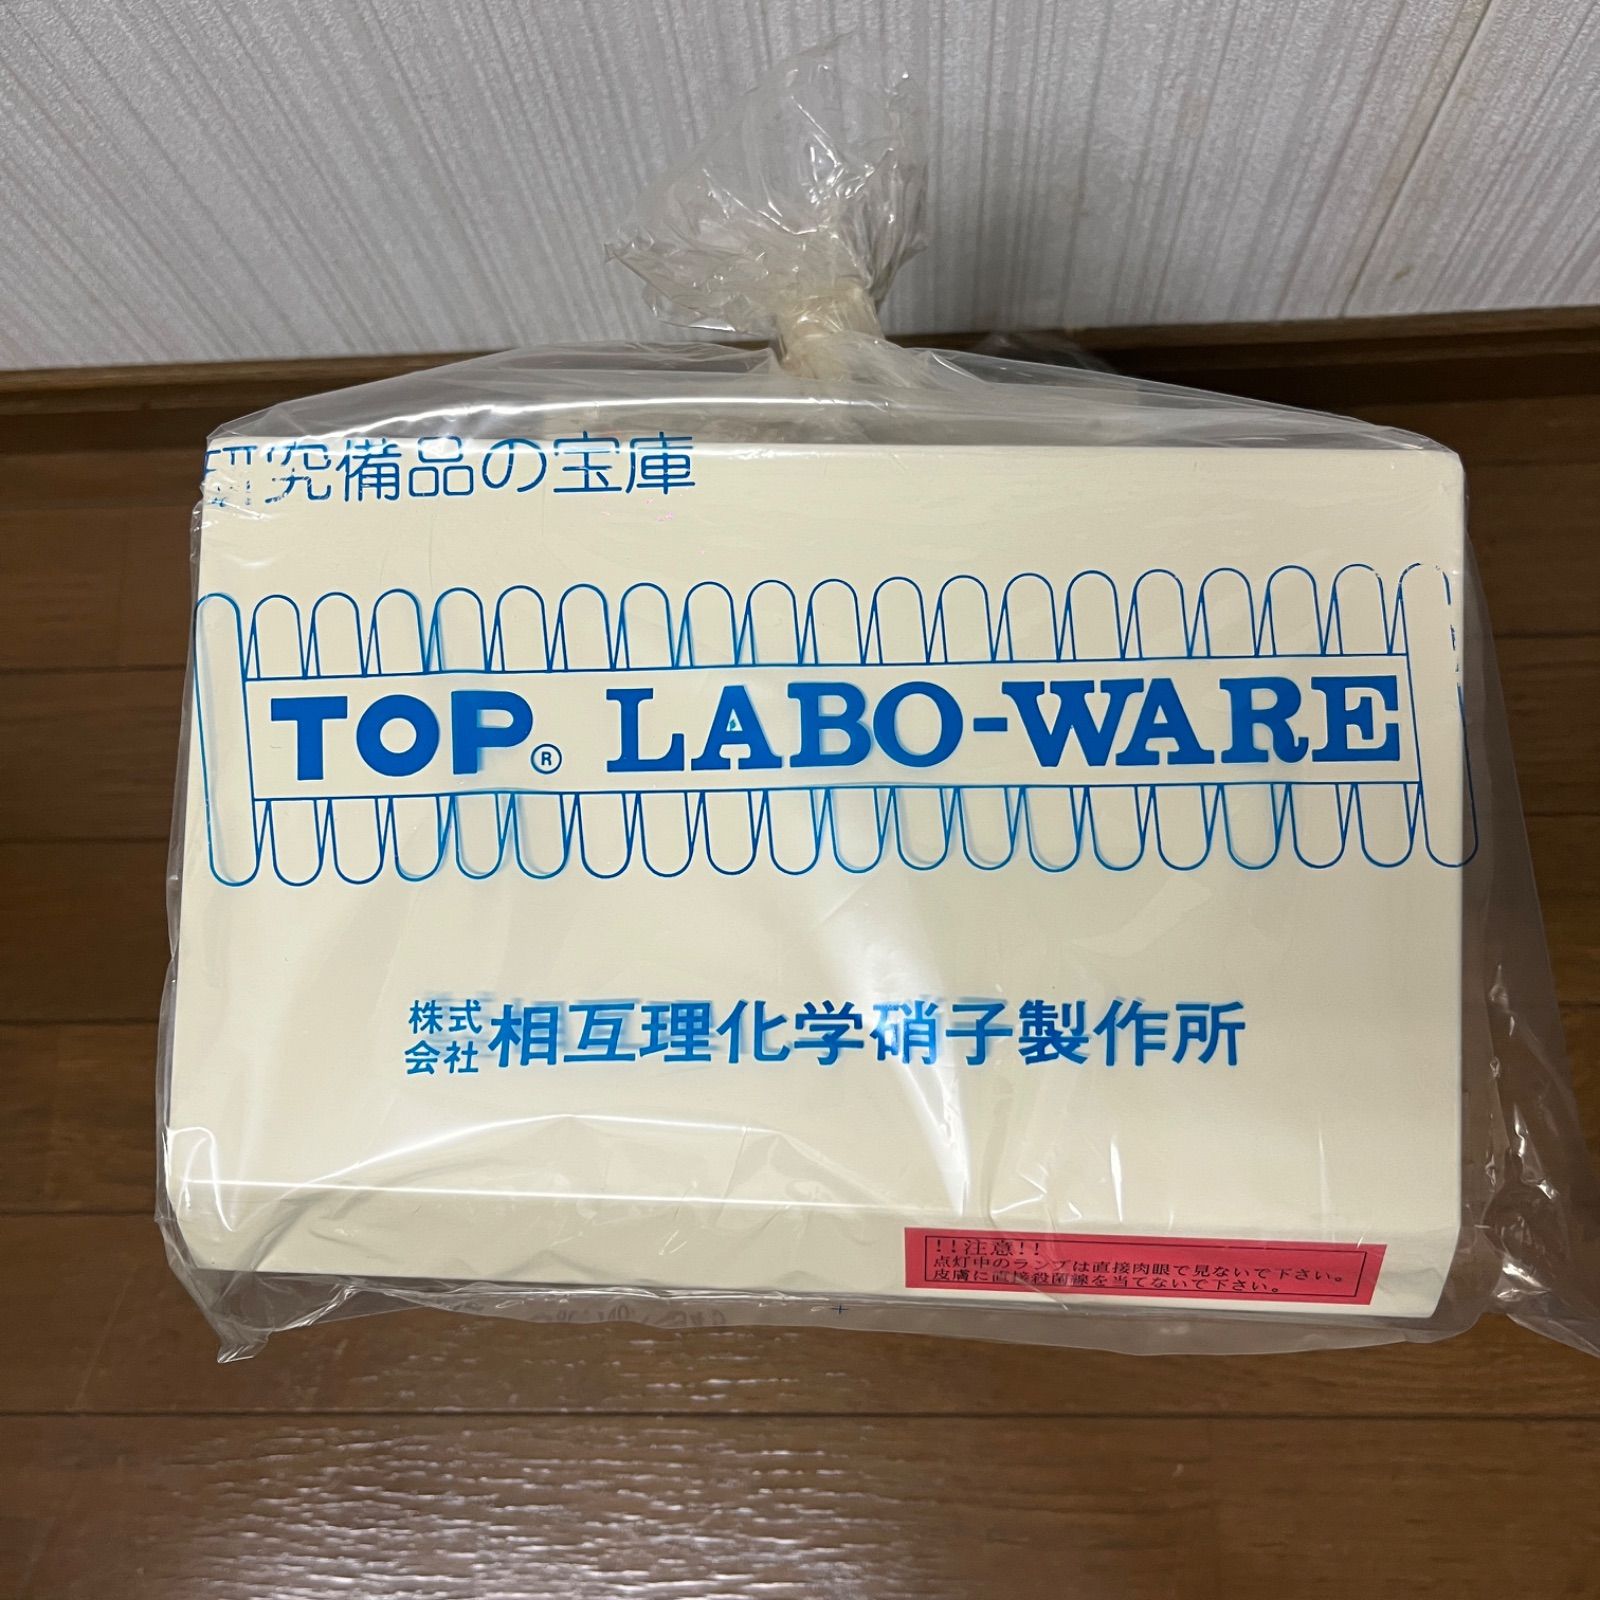 研究備品の宝庫
TOP® LABO-WARE
株式会社 相互理化学硝子製作所
!!注意!!
点灯中のランプは直接肉眼で見ないで下さい。
皮膚に直接殺菌線を当てないで下さい。